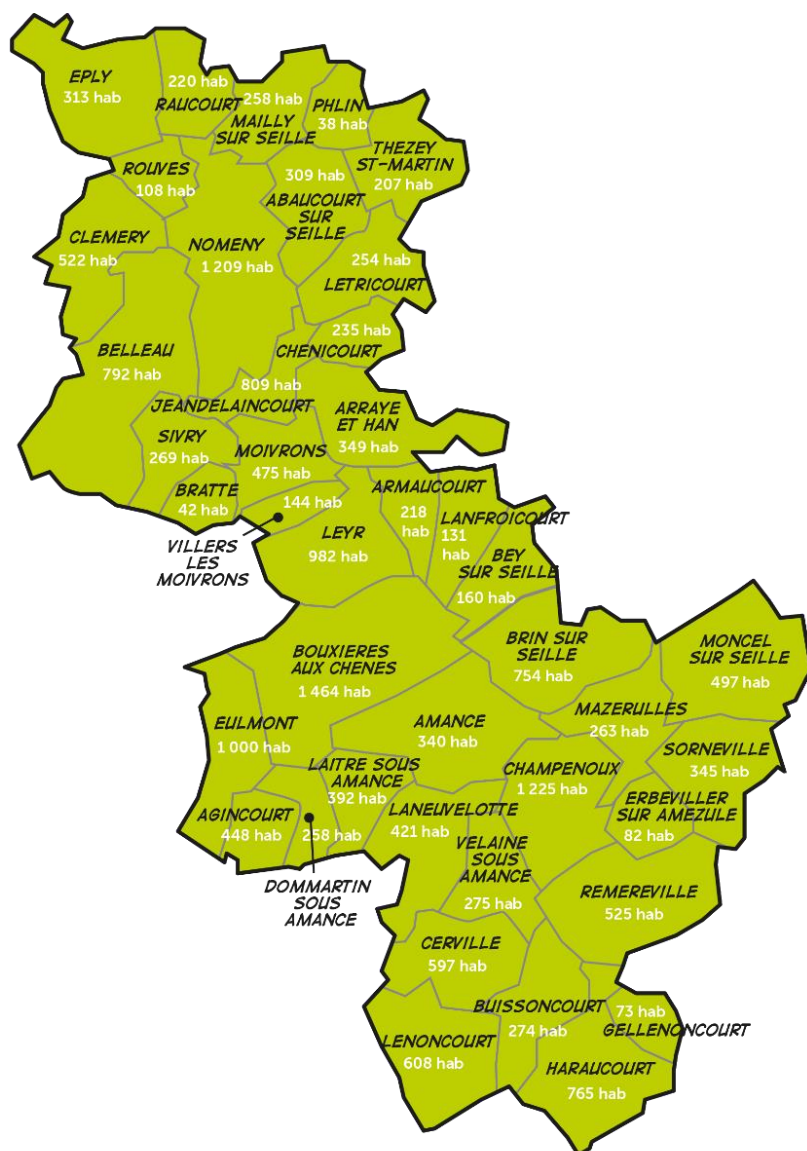 EPLY
313 hab
220 hab
RAUCOURT
258 hab
MAILLY
SUR SEILLE
PHLIN
38 hab
THEZEY
ST-MARTIN
207 hab
ROUVES
108 hab
309 hab
ABAUCOURT
SUR
SEILLE
CLEMERY
522 hab
NOMENY
1 209 hab
254 hab
LETRICOURT
235 hab
CHENICOURT
BELLEAU
792 hab
809 hab
JEANDELAINCOURT
ARRAYE
ET HAN
349 hab
SIVRY
269 hab
MOIVRONS
475 hab
BRATTE
42 hab
144 hab
VILLERS
LES
MOIVRONS
LEYR
982 hab
ARMAUCOURT
218
hab
LANFROICOURT
131
hab
BEY
SUR SEILLE
160 hab
BOUXIERES
AUX CHENES
1 464 hab
BRIN SUR
SEILLE
754 hab
MONCEL
SUR SEILLE
497 hab
EULMONT
1 000 hab
AMANCE
340 hab
MAZERULLES
263 hab
SORNEVILLE
345 hab
LAITRE SOUS
AMANCE
392 hab
CHAMPENOUX
1 225 hab
ERBEVILLER
SUR AMEZULE
82 hab
AGINCOURT
448 hab
258 hab
DOMMARTIN
SOUS
AMANCE
LANEUVELOTTE
421 hab
VELAINE
SOUS
AMANCE
275 hab
REMEREVILLE
525 hab
CERVILLE
597 hab
BUISSONCOURT
274 hab
73 hab
GELLENONCOURT
LENONCOURT
608 hab
HARAUCOURT
765 hab